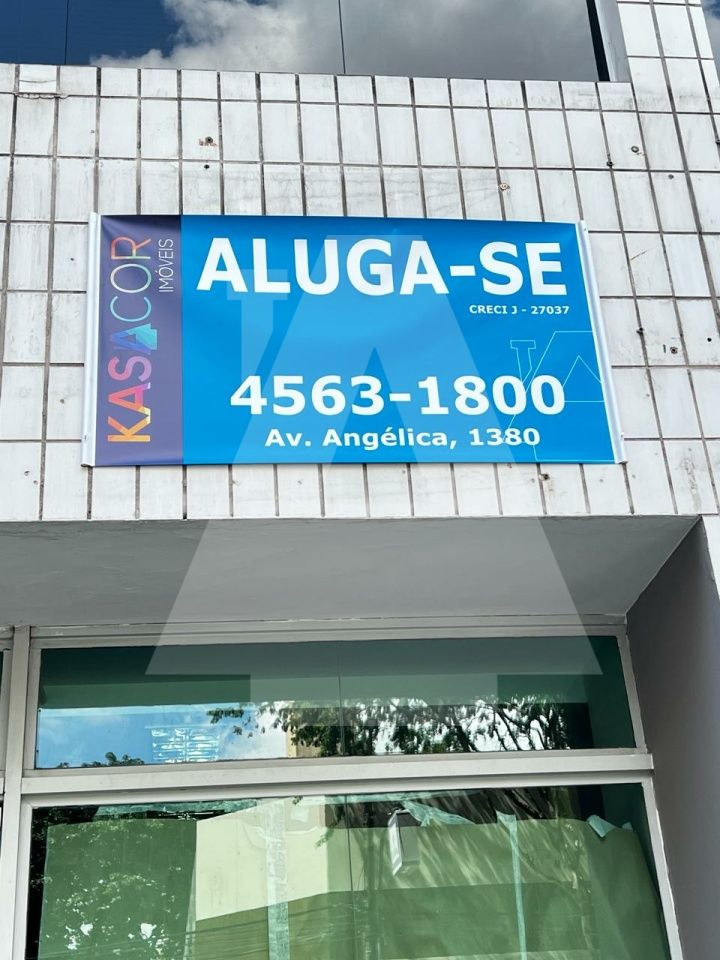 KASACOR
IMÓVEIS
ALUGA-SE
CRECI J - 27037
4563-1800
Av. Angélica, 1380